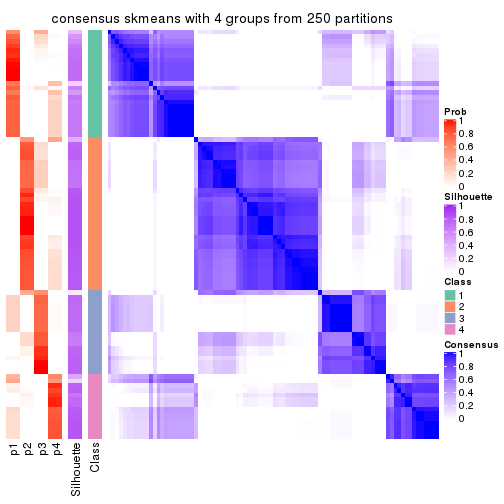 consensus skmeans with 4 groups from 250 partitions
Prob
1
0.8
0.6
0.4
0.2
0
Silhouette
1
0.8
0.6
0.4
0.2
0
Class
1
2
3
4
Consensus
1
0.8
0.6
0.4
0.2
0
p1
p2
p3
p4
Silhouette
Class